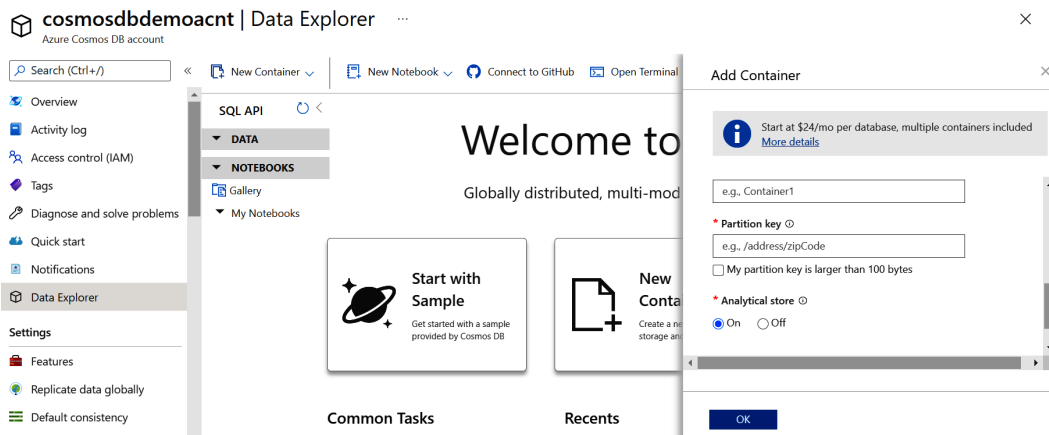 cosmosdbdemoacnt | Data Explorer ...
Azure Cosmos DB account
Search (Ctrl+/)
Overview
Activity log
Access control (IAM)
Tags
Diagnose and solve problems
Quick start
Notifications
Data Explorer
Settings
Features
Replicate data globally
Default consistency
New Container
New Notebook
Connect to GitHub
Open Terminal
SQL API
DATA
NOTEBOOKS
Gallery
My Notebooks
Welcome to
Globally distributed, multi-mod
Start with
Sample
Get started with a sample
provided by Cosmos DB
New
Conta
Create a ne
storage an
Common Tasks
Recents
Add Container
Start at $24/mo per database, multiple containers included
More details
e.g., Container1
* Partition key
e.g., /address/zipCode
My partition key is larger than 100 bytes
* Analytical store
On Off
OK